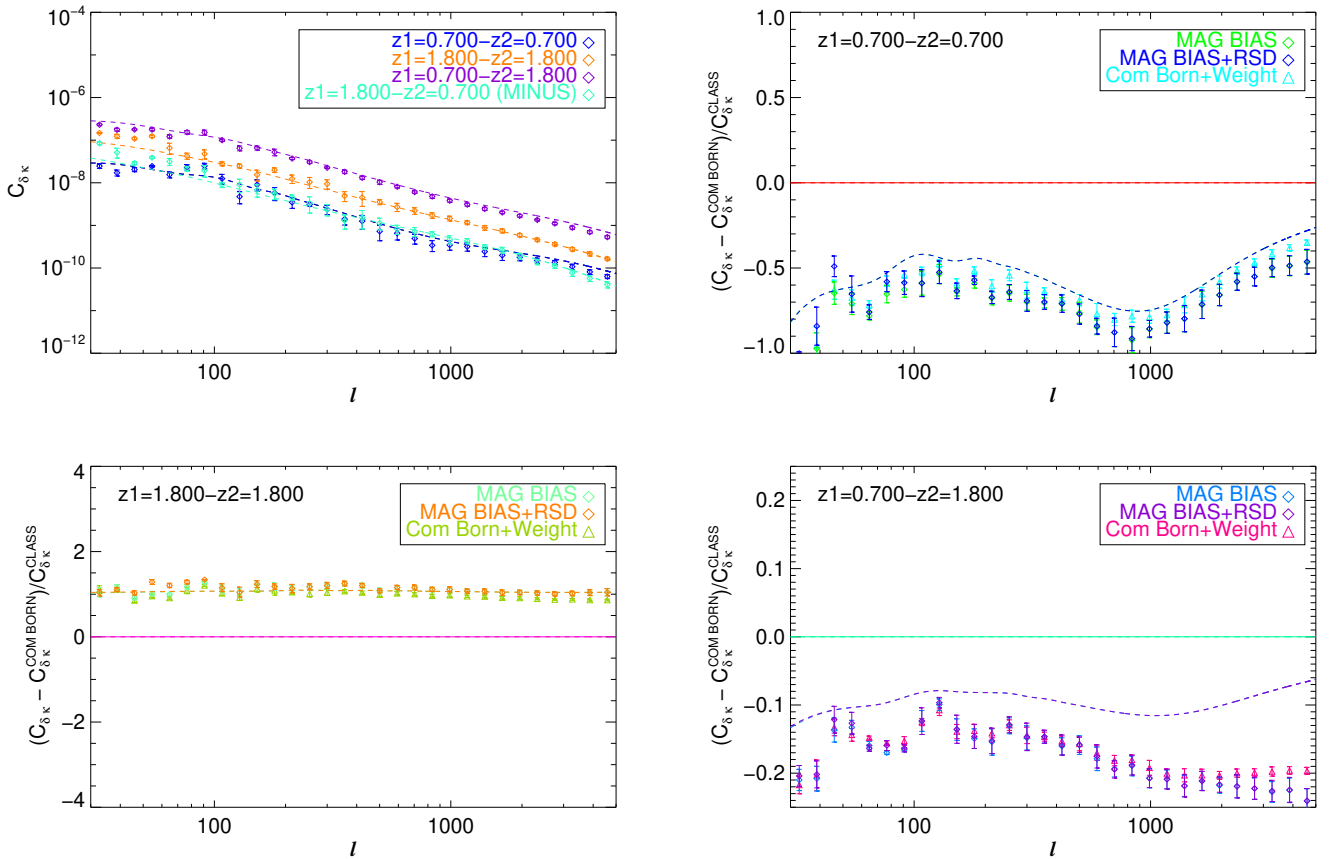 10⁻⁴
10⁻⁶
10⁻⁸
10⁻¹⁰
10⁻¹²
C_δκ
100
1000
l
z1=0.700−z2=0.700
z1=1.800−z2=1.800
z1=0.700−z2=1.800
z1=1.800−z2=0.700 (MINUS)
1.0
0.5
0.0
−0.5
−1.0
(C_δκ − C_δκ^COM BORN)/C_δκ^CLASS
100
1000
l
z1=0.700−z2=0.700
MAG BIAS
MAG BIAS+RSD
Com Born+Weight
4
2
0
−2
−4
(C_δκ − C_δκ^COM BORN)/C_δκ^CLASS
100
1000
l
z1=1.800−z2=1.800
MAG BIAS
MAG BIAS+RSD
Com Born+Weight
0.2
0.1
0.0
−0.1
−0.2
(C_δκ − C_δκ^COM BORN)/C_δκ^CLASS
100
1000
l
z1=0.700−z2=1.800
MAG BIAS
MAG BIAS+RSD
Com Born+Weight